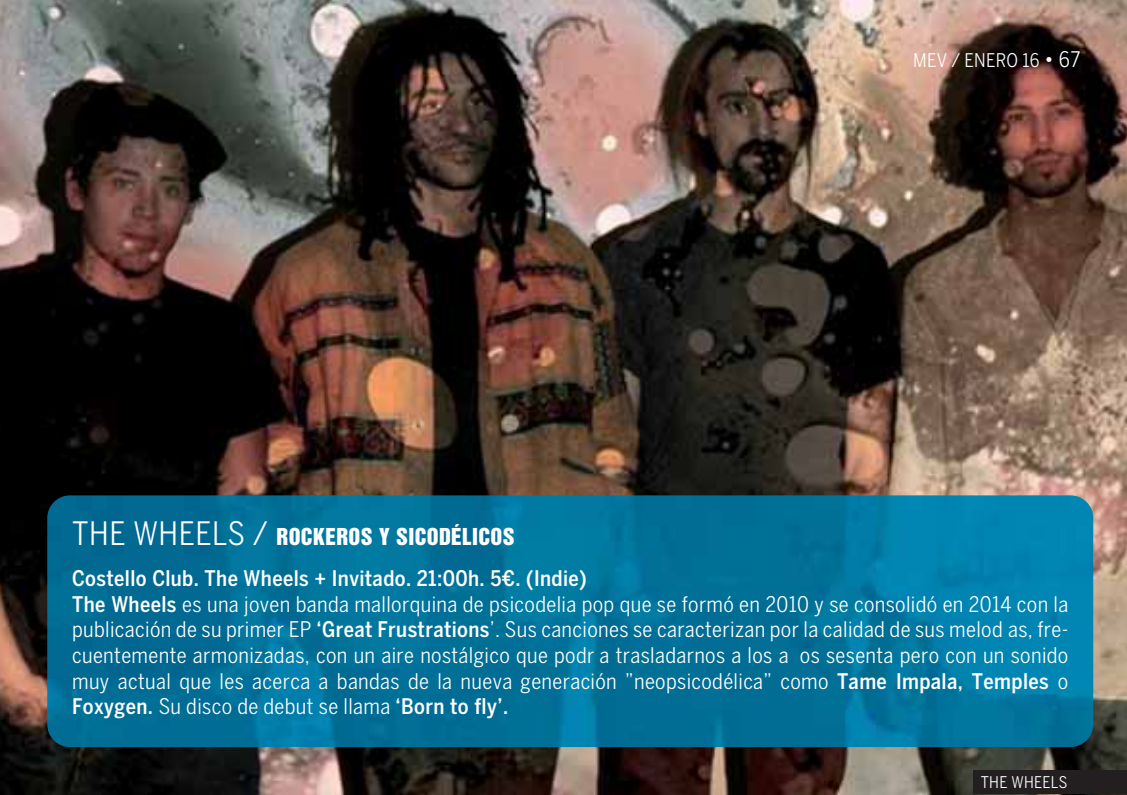 MEV / ENERO 16 • 67
THE WHEELS / ROCKEROS Y SICODÉLICOS
Costello Club. The Wheels + Invitado. 21:00h. 5€. (Indie)
The Wheels es una joven banda mallorquina de psicodelia pop que se formó en 2010 y se consolidó en 2014 con la
publicación de su primer EP ‘Great Frustrations’. Sus canciones se caracterizan por la calidad de sus melod as, fre-
cuentemente armonizadas, con un aire nostálgico que podr a trasladarnos a los a os sesenta pero con un sonido
muy actual que les acerca a bandas de la nueva generación ”neopsicodélica” como Tame Impala, Temples o
Foxygen. Su disco de debut se llama ‘Born to fly’.
THE WHEELS